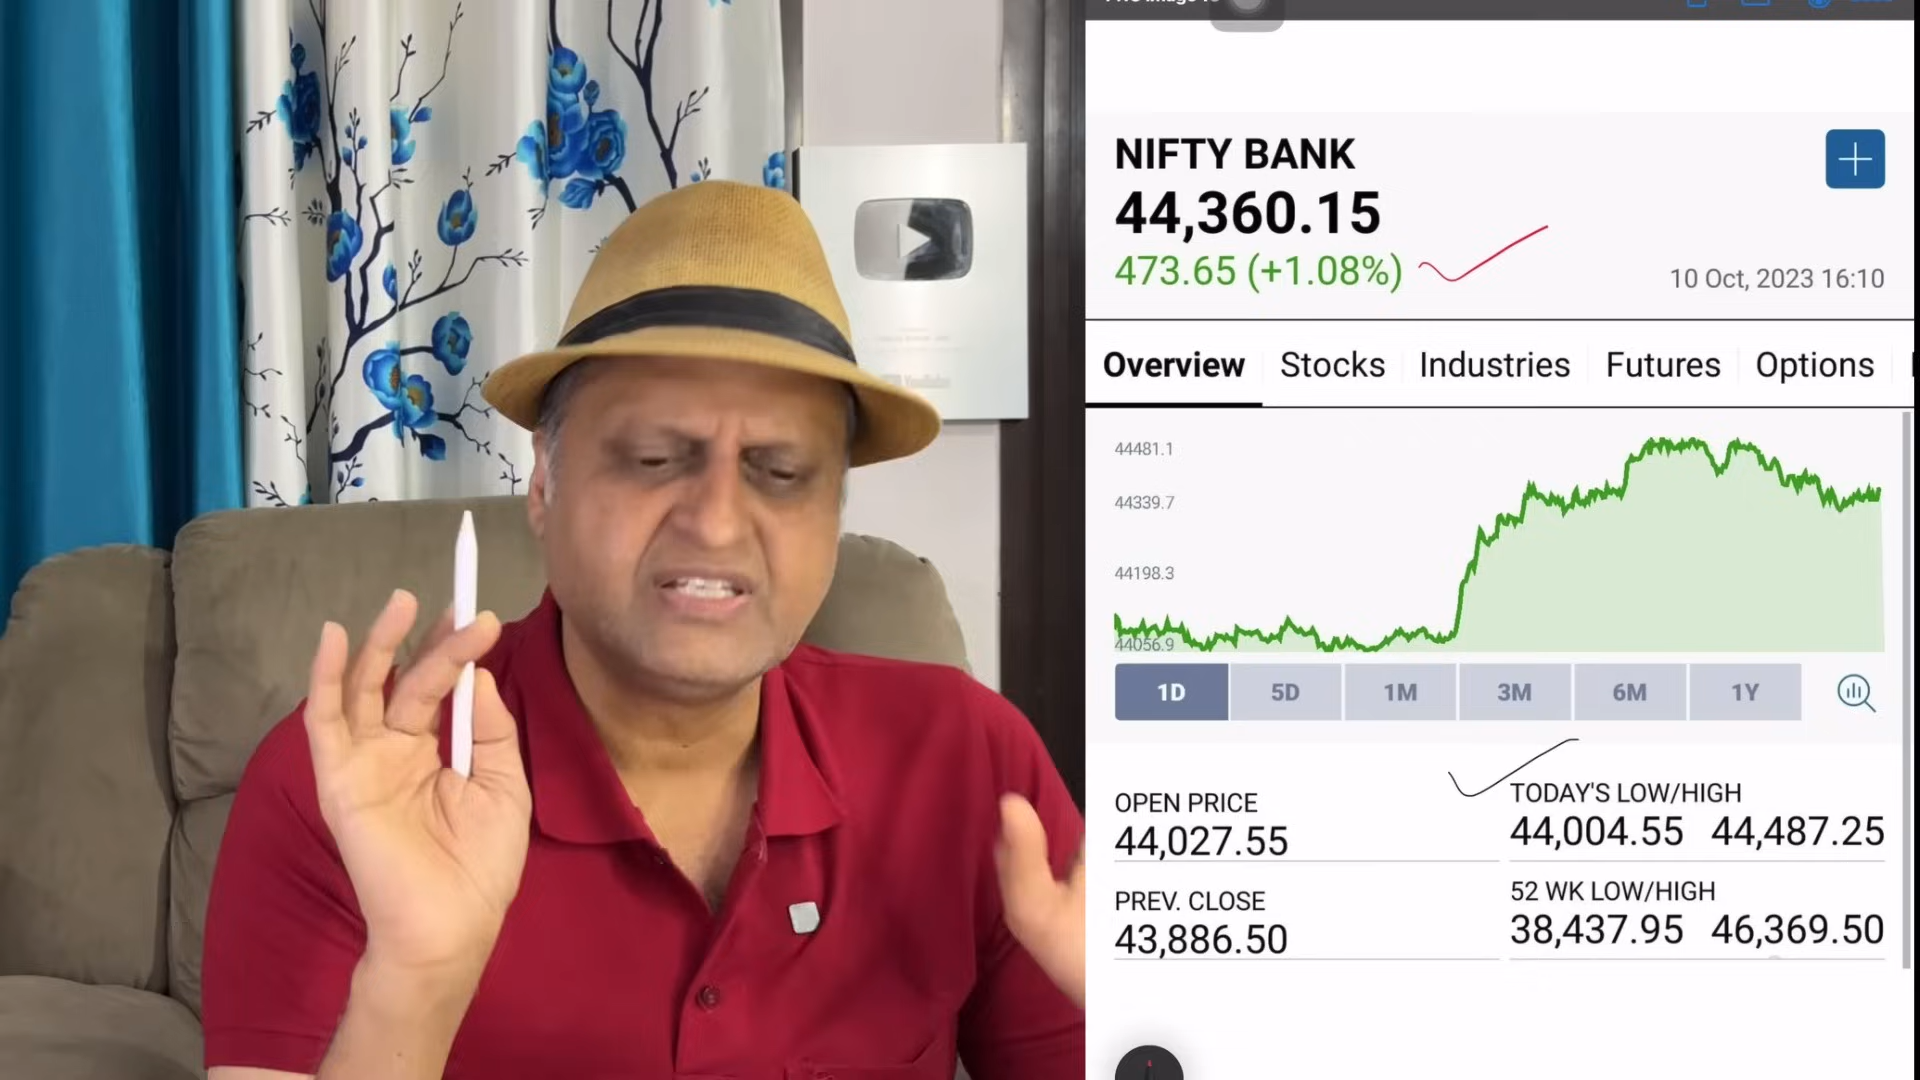 NIFTY BANK
44,360.15
473.65 (+1.08%)
10 Oct, 2023 16:10
Overview Stocks Industries Futures Options
44481.1
44339.7
44198.3
44056.9
1D 5D 1M 3M 6M 1Y
OPEN PRICE
44,027.55
TODAY'S LOW/HIGH
44,004.55 44,487.25
PREV. CLOSE
43,886.50
52 WK LOW/HIGH
38,437.95 46,369.50